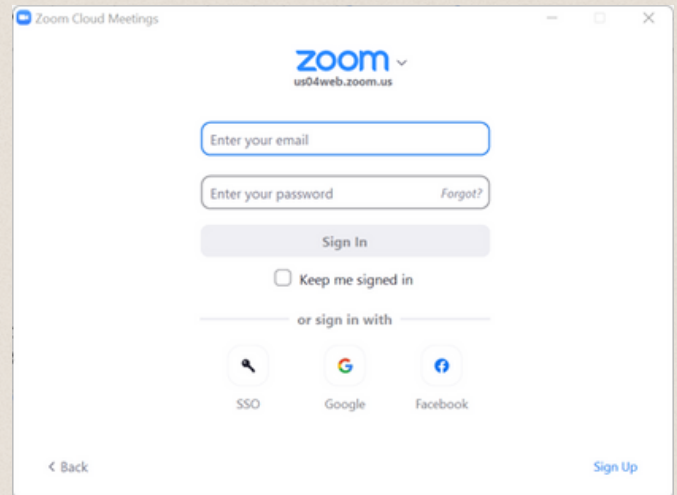 Zoom Cloud Meetings
zoom
us04web.zoom.us
Enter your email
Enter your password Forgot?
Sign In
Keep me signed in
or sign in with
SSO Google Facebook
< Back Sign Up